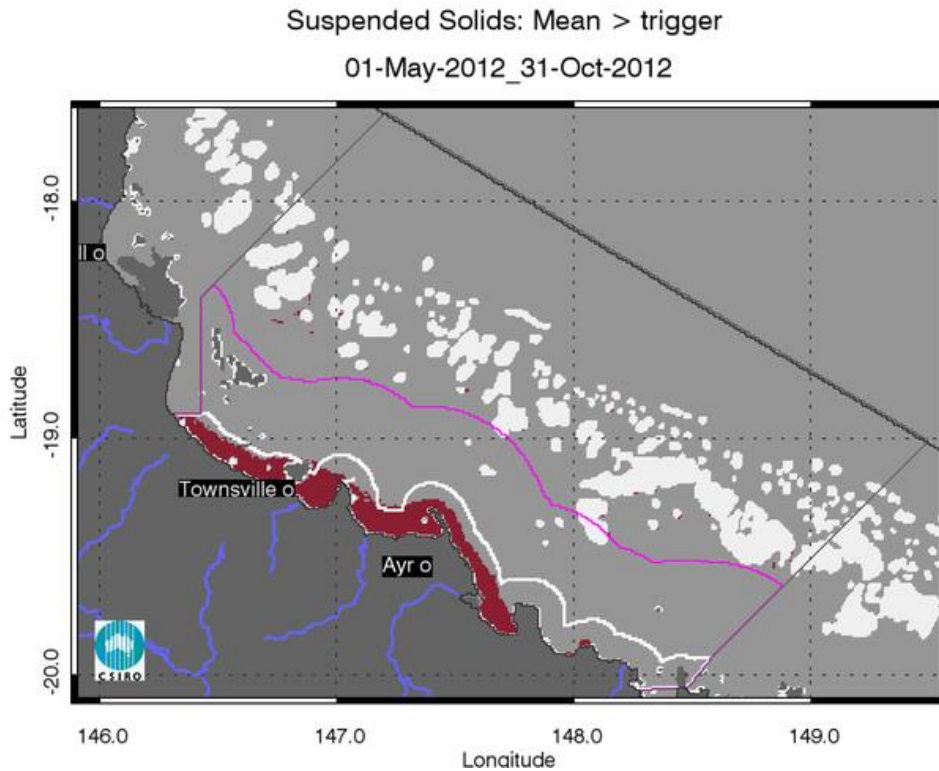 Suspended Solids: Mean > trigger
01-May-2012_31-Oct-2012
-18.0
ll o
Latitude
-19.0
Townsville o
Ayr o
CSIRO
-20.0
146.0 147.0 148.0 149.0
Longitude